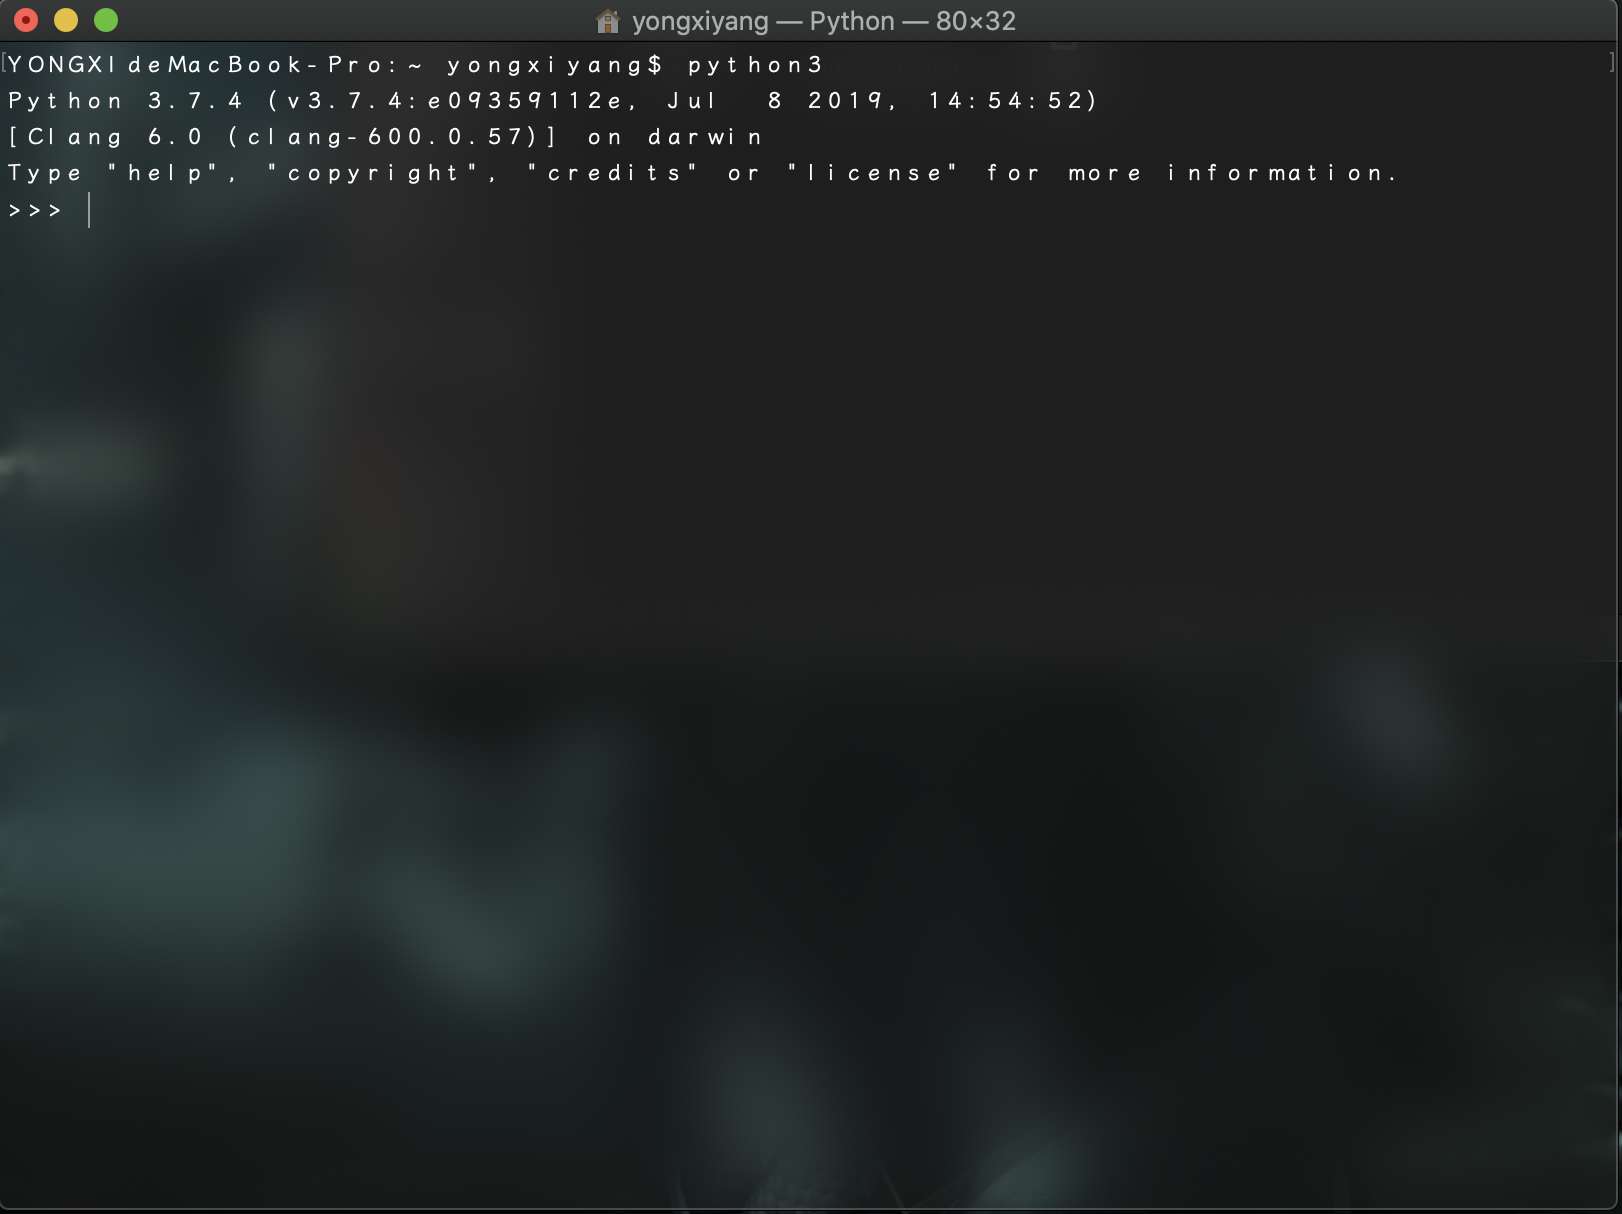 yongxiyang — Python — 80×32
YONGXIdeMacBook-Pro:~ yongxiyang$ python3
Python 3.7.4 (v3.7.4:e09359112e, Jul  8 2019, 14:54:52)
[Clang 6.0 (clang-600.0.57)] on darwin
Type "help", "copyright", "credits" or "license" for more information.
>>>